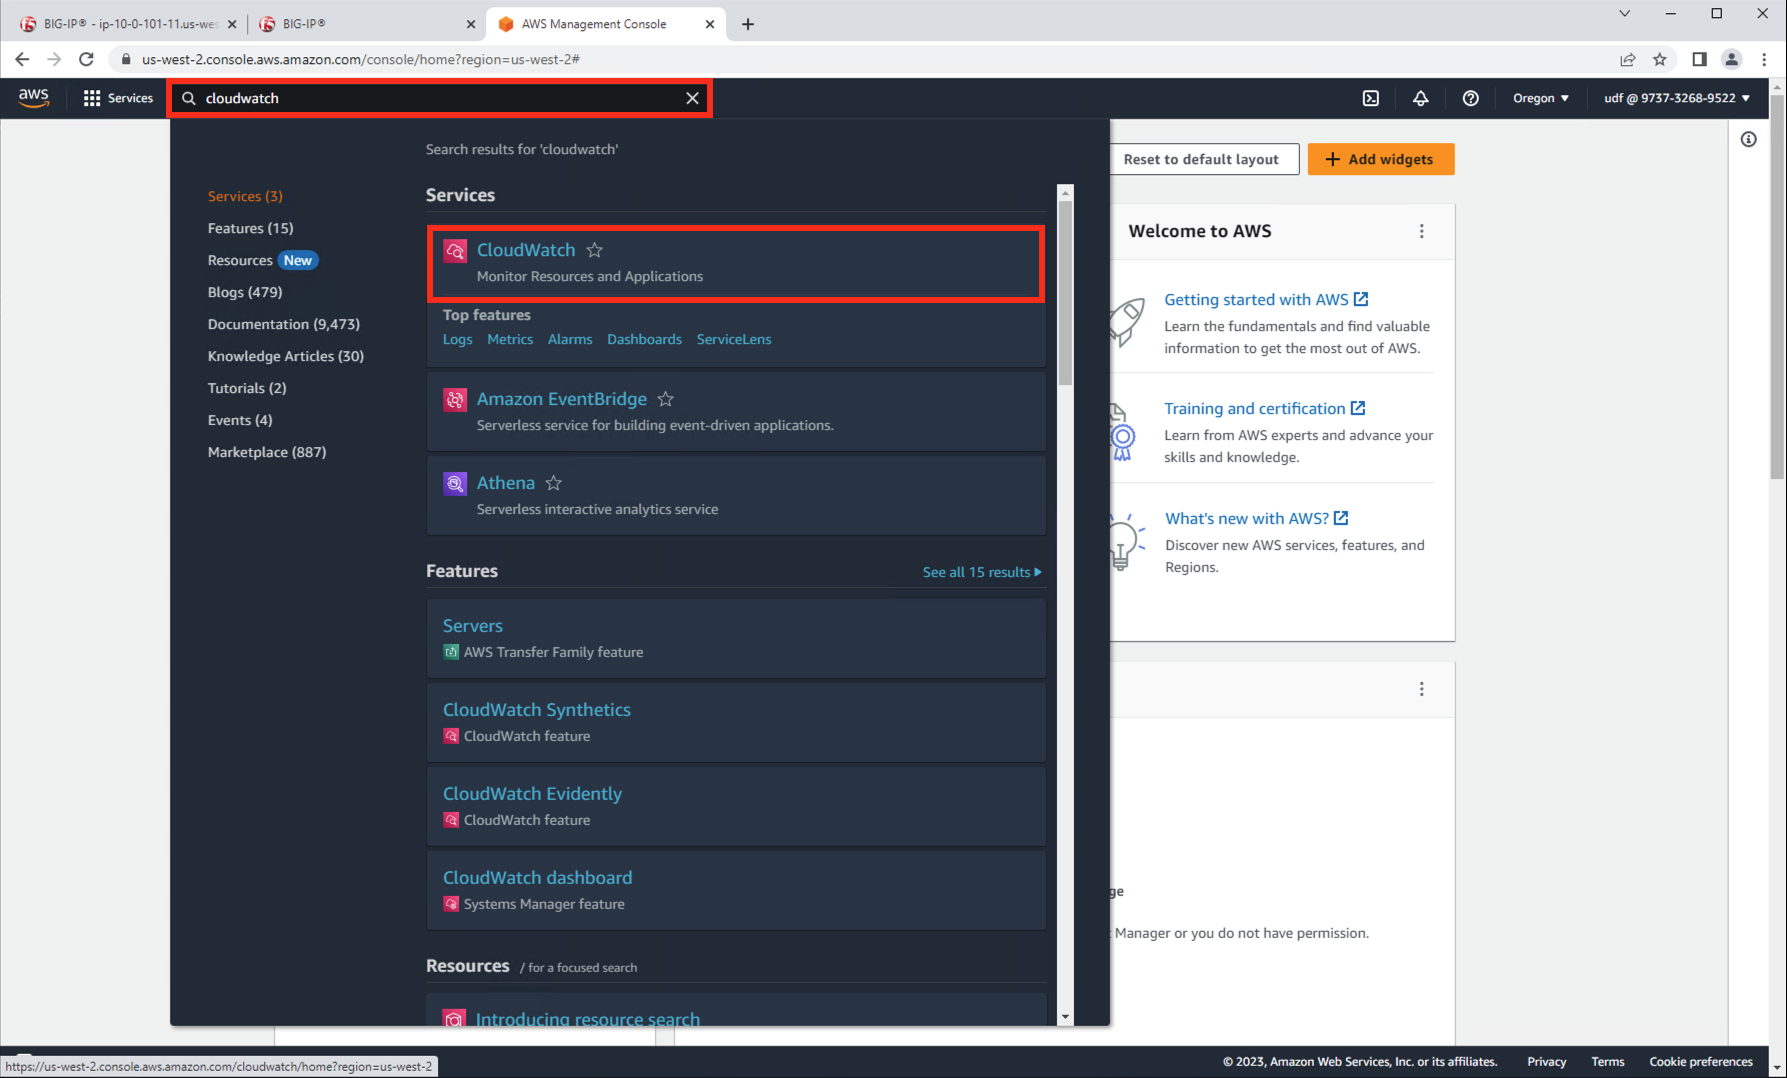 BIG-IP® - ip-10-0-101-11.us-wes
BIG-IP®
AWS Management Console
us-west-2.console.aws.amazon.com/console/home?region=us-west-2#
aws
Services
cloudwatch
Oregon
udf @ 9737-3268-9522
Search results for 'cloudwatch'
Services (3)
Features (15)
Resources New
Blogs (479)
Documentation (9,473)
Knowledge Articles (30)
Tutorials (2)
Events (4)
Marketplace (887)
Services
CloudWatch
Monitor Resources and Applications
Top features
Logs Metrics Alarms Dashboards ServiceLens
Amazon EventBridge
Serverless service for building event-driven applications.
Athena
Serverless interactive analytics service
Features
See all 15 results
Servers
AWS Transfer Family feature
CloudWatch Synthetics
CloudWatch feature
CloudWatch Evidently
CloudWatch feature
CloudWatch dashboard
Systems Manager feature
Resources / for a focused search
Introducing resource search
Reset to default layout
+ Add widgets
Welcome to AWS
Getting started with AWS
Learn the fundamentals and find valuable
information to get the most out of AWS.
Training and certification
Learn from AWS experts and advance your
skills and knowledge.
What's new with AWS?
Discover new AWS services, features, and
Regions.
ge
Manager or you do not have permission.
https://us-west-2.console.aws.amazon.com/cloudwatch/home?region=us-west-2
© 2023, Amazon Web Services, Inc. or its affiliates.
Privacy
Terms
Cookie preferences